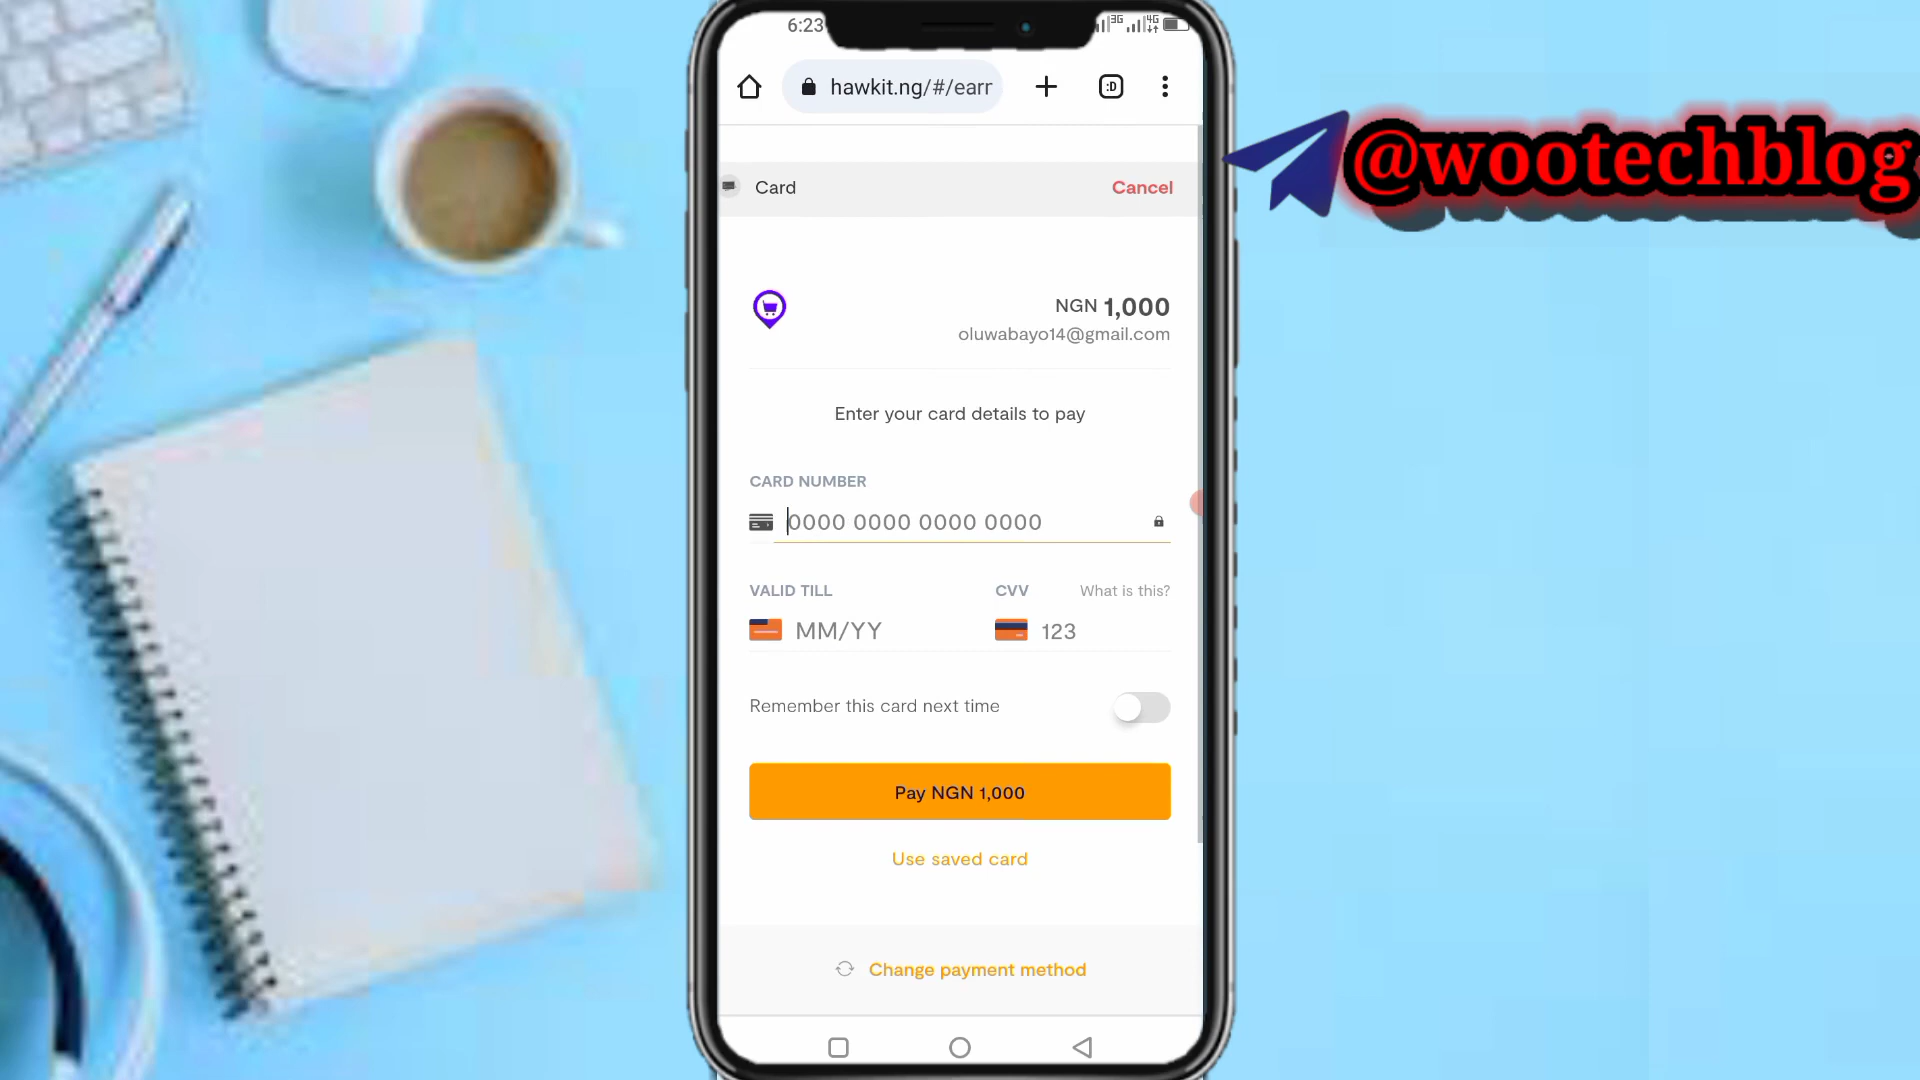 6:23
3G
4G
hawkit.ng/#/earr
:D
@wootechblog
Card
Cancel
NGN 1,000
oluwabayo14@gmail.com
Enter your card details to pay
CARD NUMBER
0000 0000 0000 0000
VALID TILL
CVV
What is this?
MM/YY
123
Remember this card next time
Pay NGN 1,000
Use saved card
Change payment method